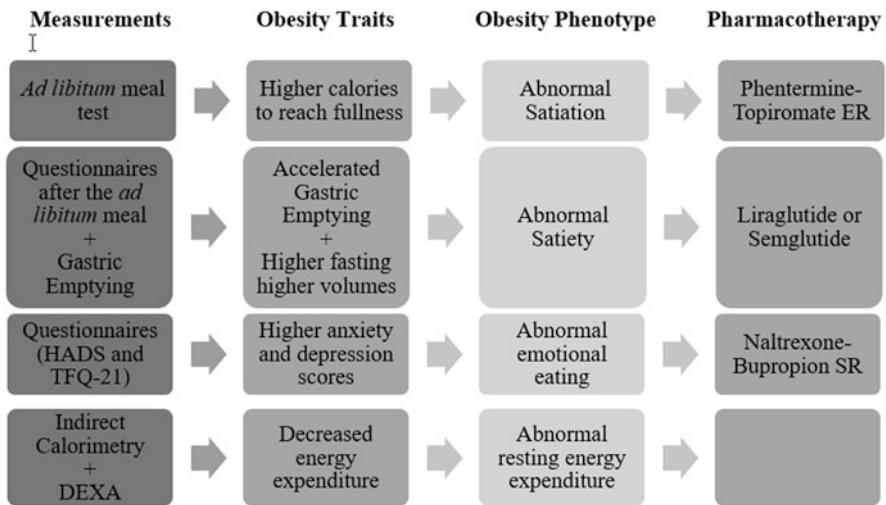 Measurements
Obesity Traits
Obesity Phenotype
Pharmacotherapy
Ad libitum meal
test
Higher calories
to reach fullness
Abnormal
Satiation
Phentermine-
Topiromate ER
Questionnaires
after the ad
libitum meal
+
Gastric
Emptying
Accelerated
Gastric
Emptying
+
Higher fasting
higher volumes
Abnormal
Satiety
Liraglutide or
Semglutide
Questionnaires
(HADS and
TFQ-21)
Higher anxiety
and depression
scores
Abnormal
emotional
eating
Naltrexone-
Bupropion SR
Indirect
Calorimetry
+
DEXA
Decreased
energy
expenditure
Abnormal
resting energy
expenditure